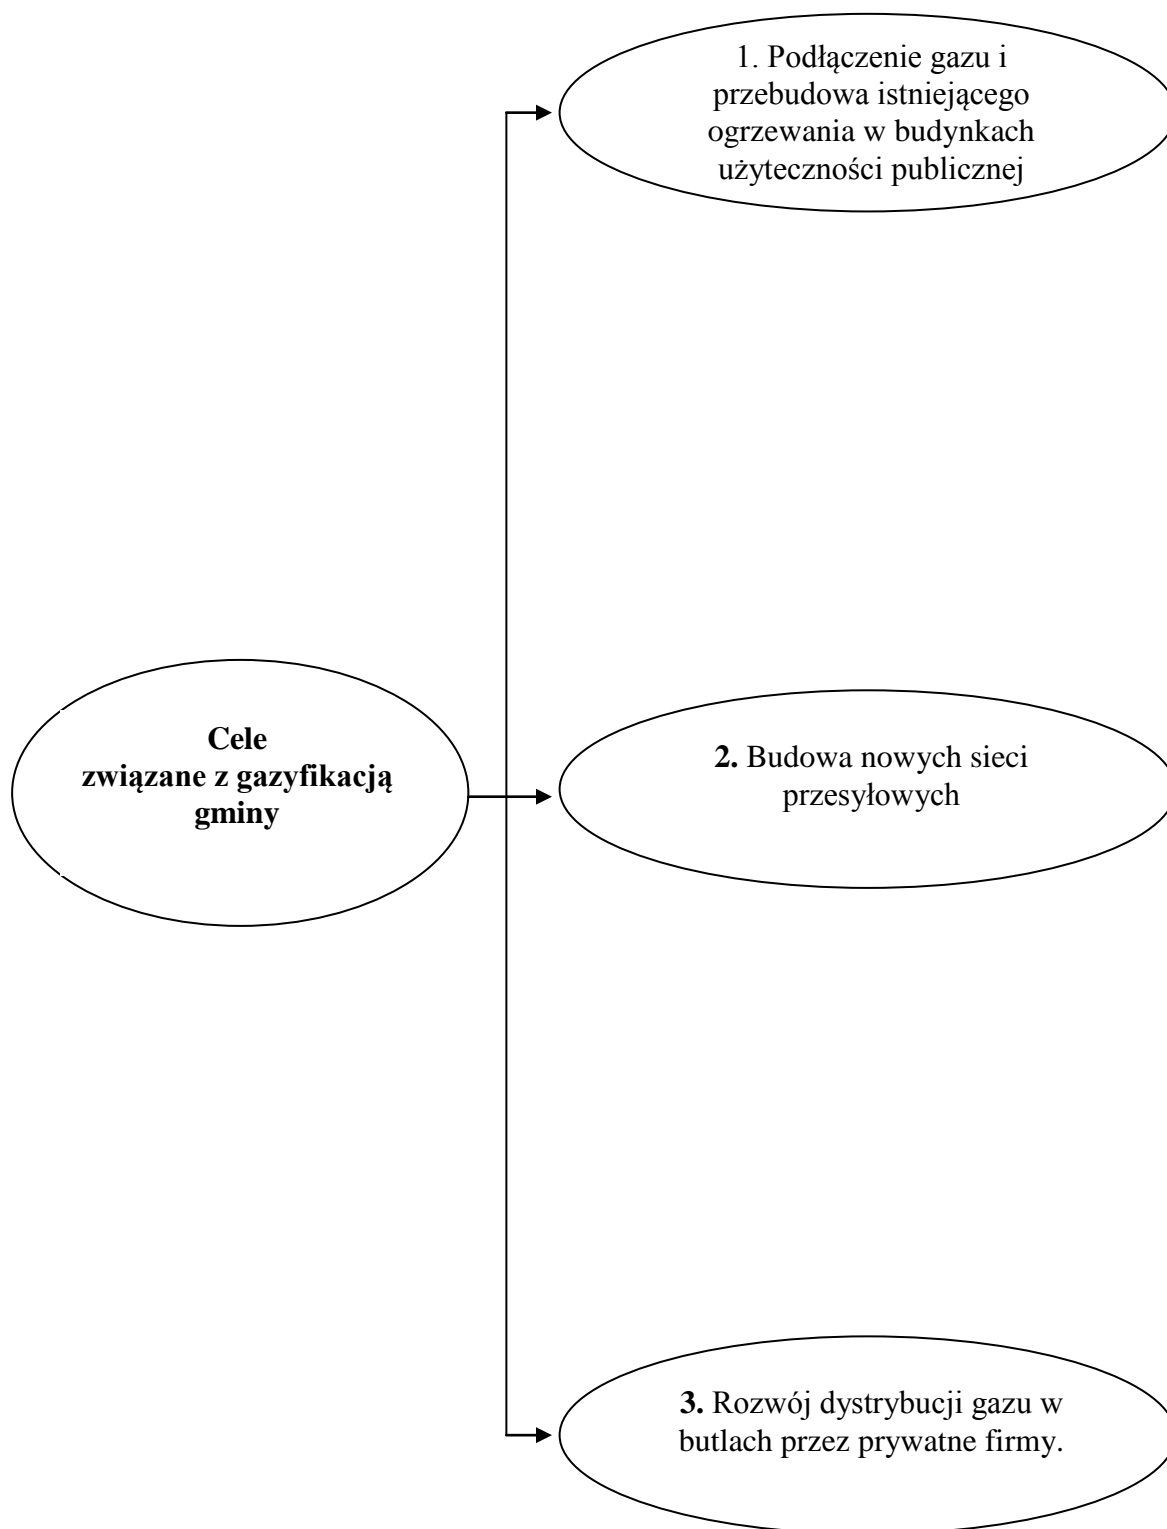 1. Podłączenie gazu i
przebudowa istniejącego
ogrzewania w budynkach
użyteczności publicznej
Cele
związane z gazyfikacją
gminy
2. Budowa nowych sieci
przesyłowych
3. Rozwój dystrybucji gazu w
butlach przez prywatne firmy.